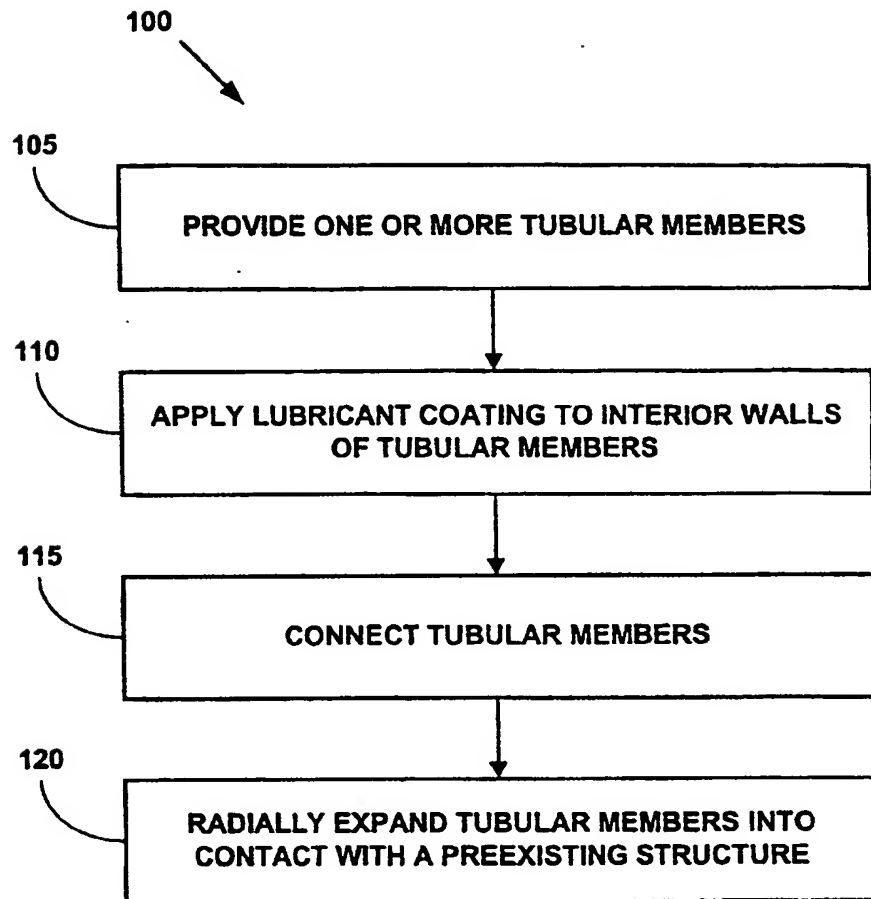 100
105
PROVIDE ONE OR MORE TUBULAR MEMBERS
110
APPLY LUBRICANT COATING TO INTERIOR WALLS
OF TUBULAR MEMBERS
115
CONNECT TUBULAR MEMBERS
120
RADIALLY EXPAND TUBULAR MEMBERS INTO
CONTACT WITH A PREEXISTING STRUCTURE